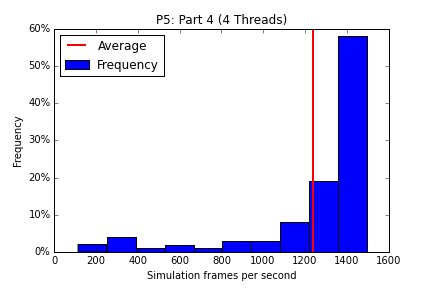 P5: Part 4 (4 Threads)
Average
Frequency
60%
50%
40%
30%
20%
10%
0%
Frequency
0 200 400 600 800 1000 1200 1400 1600
Simulation frames per second